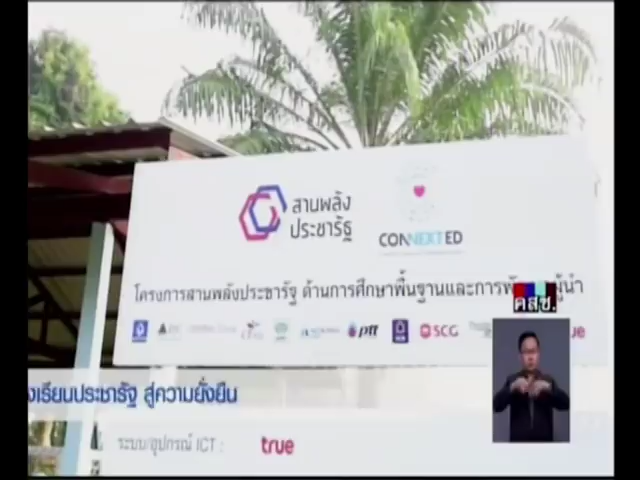 สานพลัง
ประชารัฐ
CONNEXT ED
โครงการสานพลังประชารัฐ ด้านการศึกษาพื้นฐานและการ ผู้นำ
คสช.
ptt SCG
เรียนประชารัฐ สู่ความยั่งยืน
ระบบ/อุปกรณ์ ICT : true